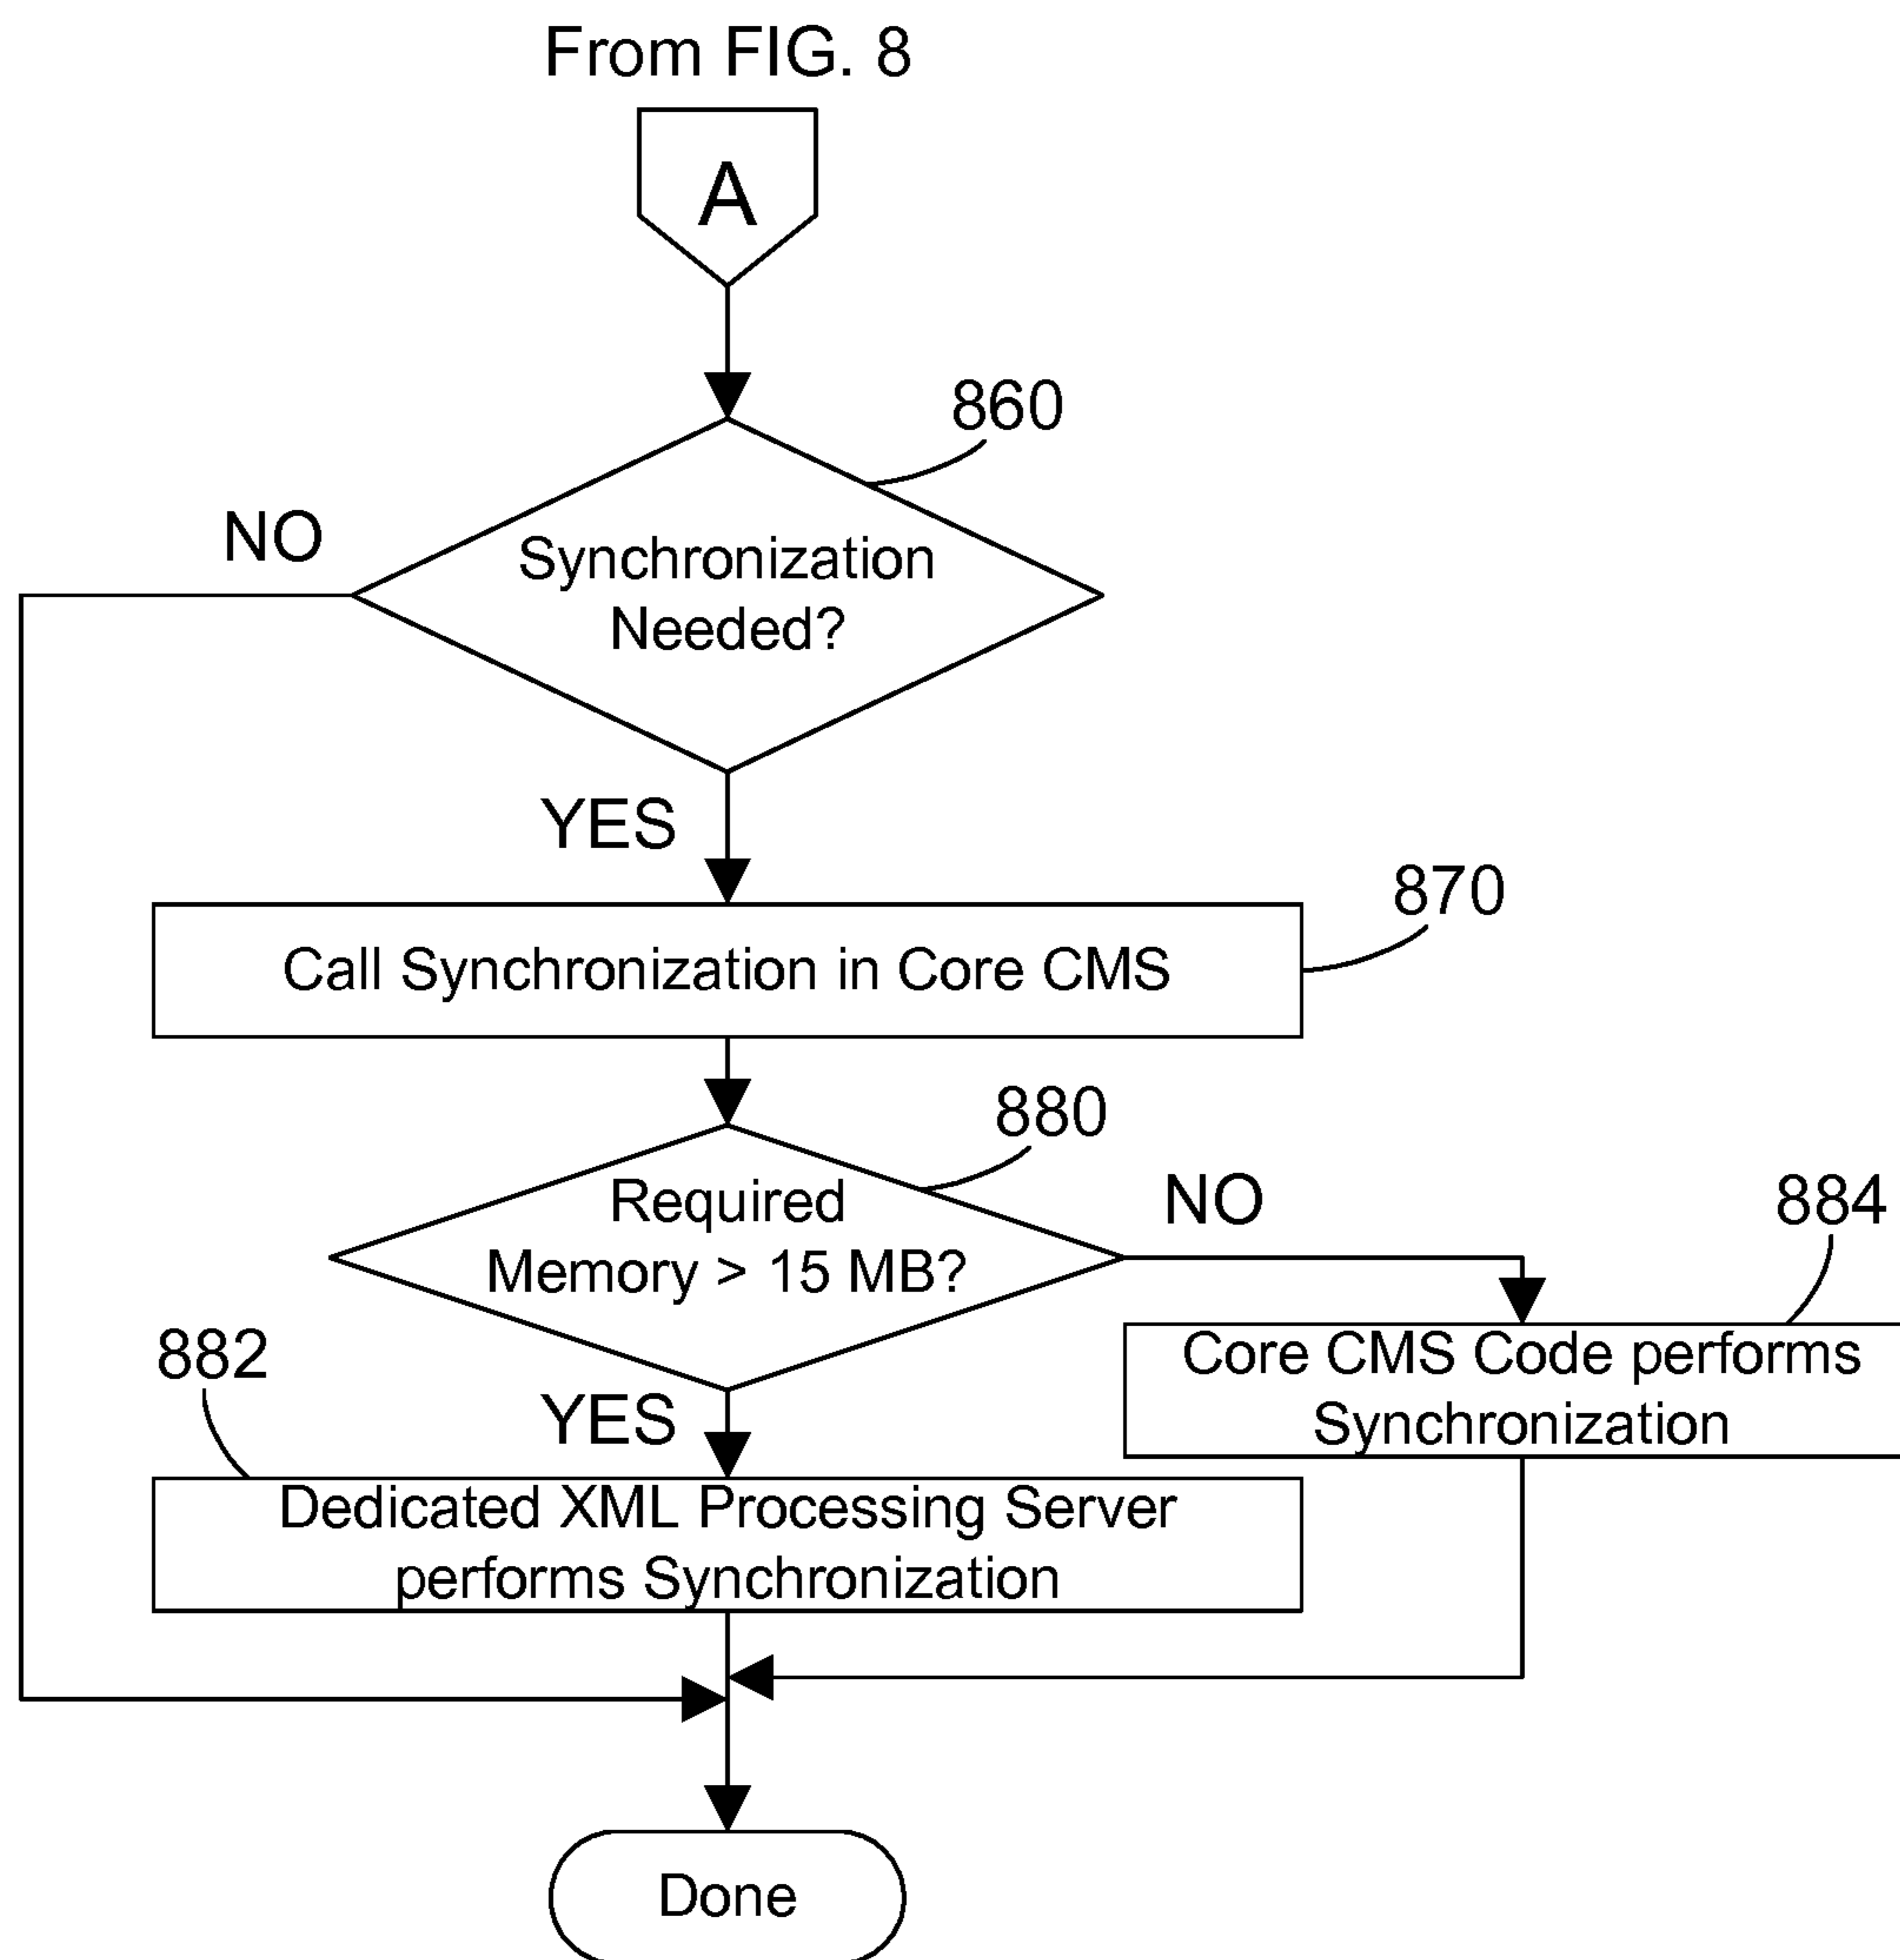 From FIG. 8
A
860
NO
Synchronization
Needed?
YES
870
Call Synchronization in Core CMS
880
Required
Memory > 15 MB?
NO
884
Core CMS Code performs
Synchronization
882
YES
Dedicated XML Processing Server
performs Synchronization
Done